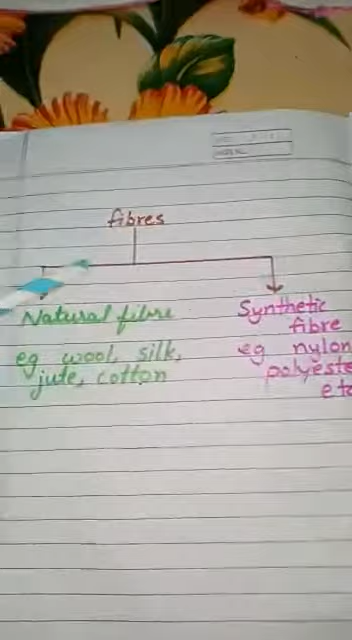 fibres
Natural fibre
eg wool, silk,
jute, cotton
Synthetic
fibre
eg nylon
polyeste
etc